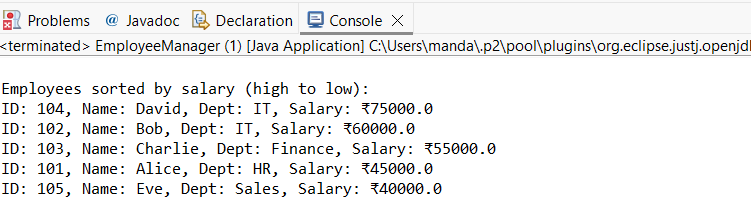 Problems @ Javadoc Declaration Console
<terminated> EmployeeManager (1) [Java Application] C:\Users\manda\.p2\pool\plugins\org.eclipse.justj.openjd
Employees sorted by salary (high to low):
ID: 104, Name: David, Dept: IT, Salary: ₹75000.0
ID: 102, Name: Bob, Dept: IT, Salary: ₹60000.0
ID: 103, Name: Charlie, Dept: Finance, Salary: ₹55000.0
ID: 101, Name: Alice, Dept: HR, Salary: ₹45000.0
ID: 105, Name: Eve, Dept: Sales, Salary: ₹40000.0